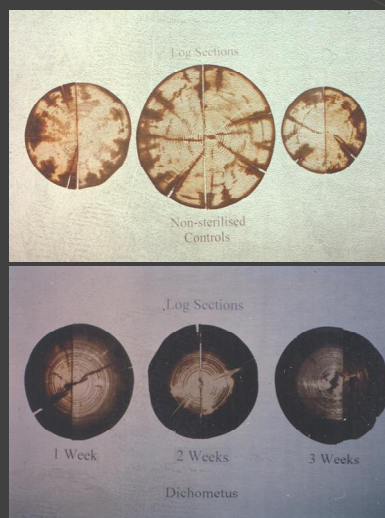 Log Sections
Non-sterilised
Controls
Log Sections
1 Week
2 Weeks
3 Weeks
Dichometus